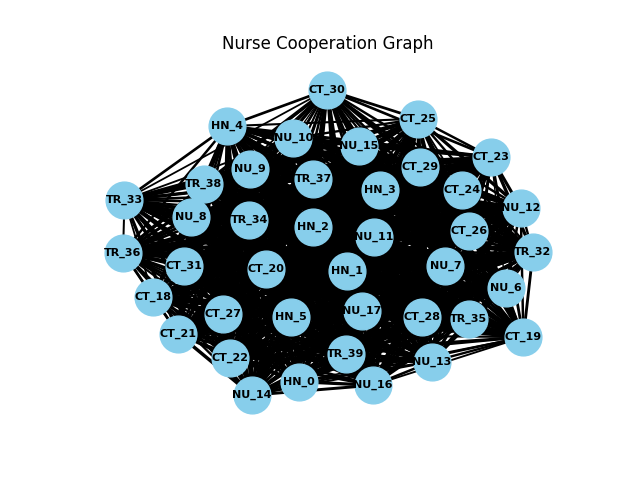 Nurse Cooperation Graph
CT_30
HN_4
CT_25
NU_10
NU_15
CT_23
NU_9
CT_29
TR_38
TR_37
HN_3
CT_24
TR_33
NU_8
TR_34
NU_12
HN_2
NU_11
CT_26
TR_36
TR_32
CT_31
CT_20
HN_1
NU_7
CT_18
NU_6
CT_27
HN_5
NU_17
CT_28
TR_35
CT_21
CT_19
CT_22
TR_39
NU_13
NU_14
HN_0
NU_16